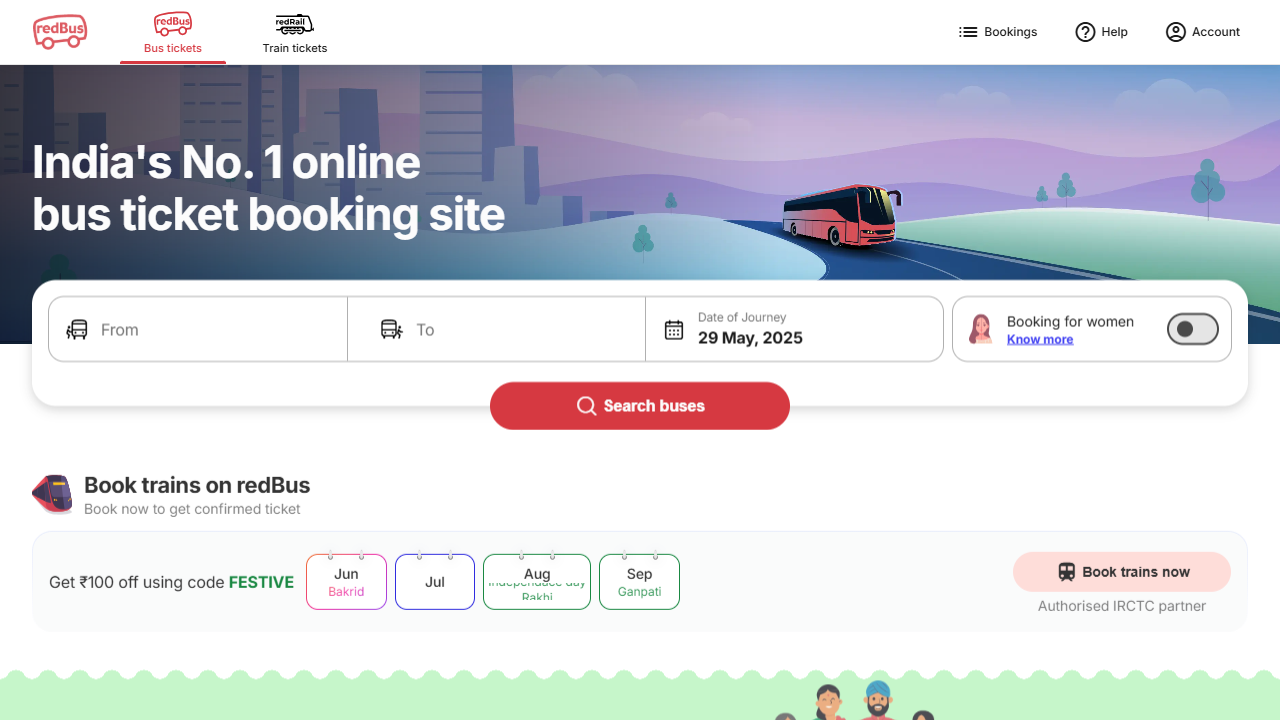 redBus
redBus
Bus tickets
redRail
Train tickets
Bookings
Help
Account
India's No. 1 online
bus ticket booking site
From
To
Date of Journey
29 May, 2025
Booking for women
Know more
Search buses
Book trains on redBus
Book now to get confirmed ticket
Get ₹100 off using code FESTIVE
Jun
Bakrid
Jul
Aug
Independace day
Rakhi
Sep
Ganpati
Book trains now
Authorised IRCTC partner